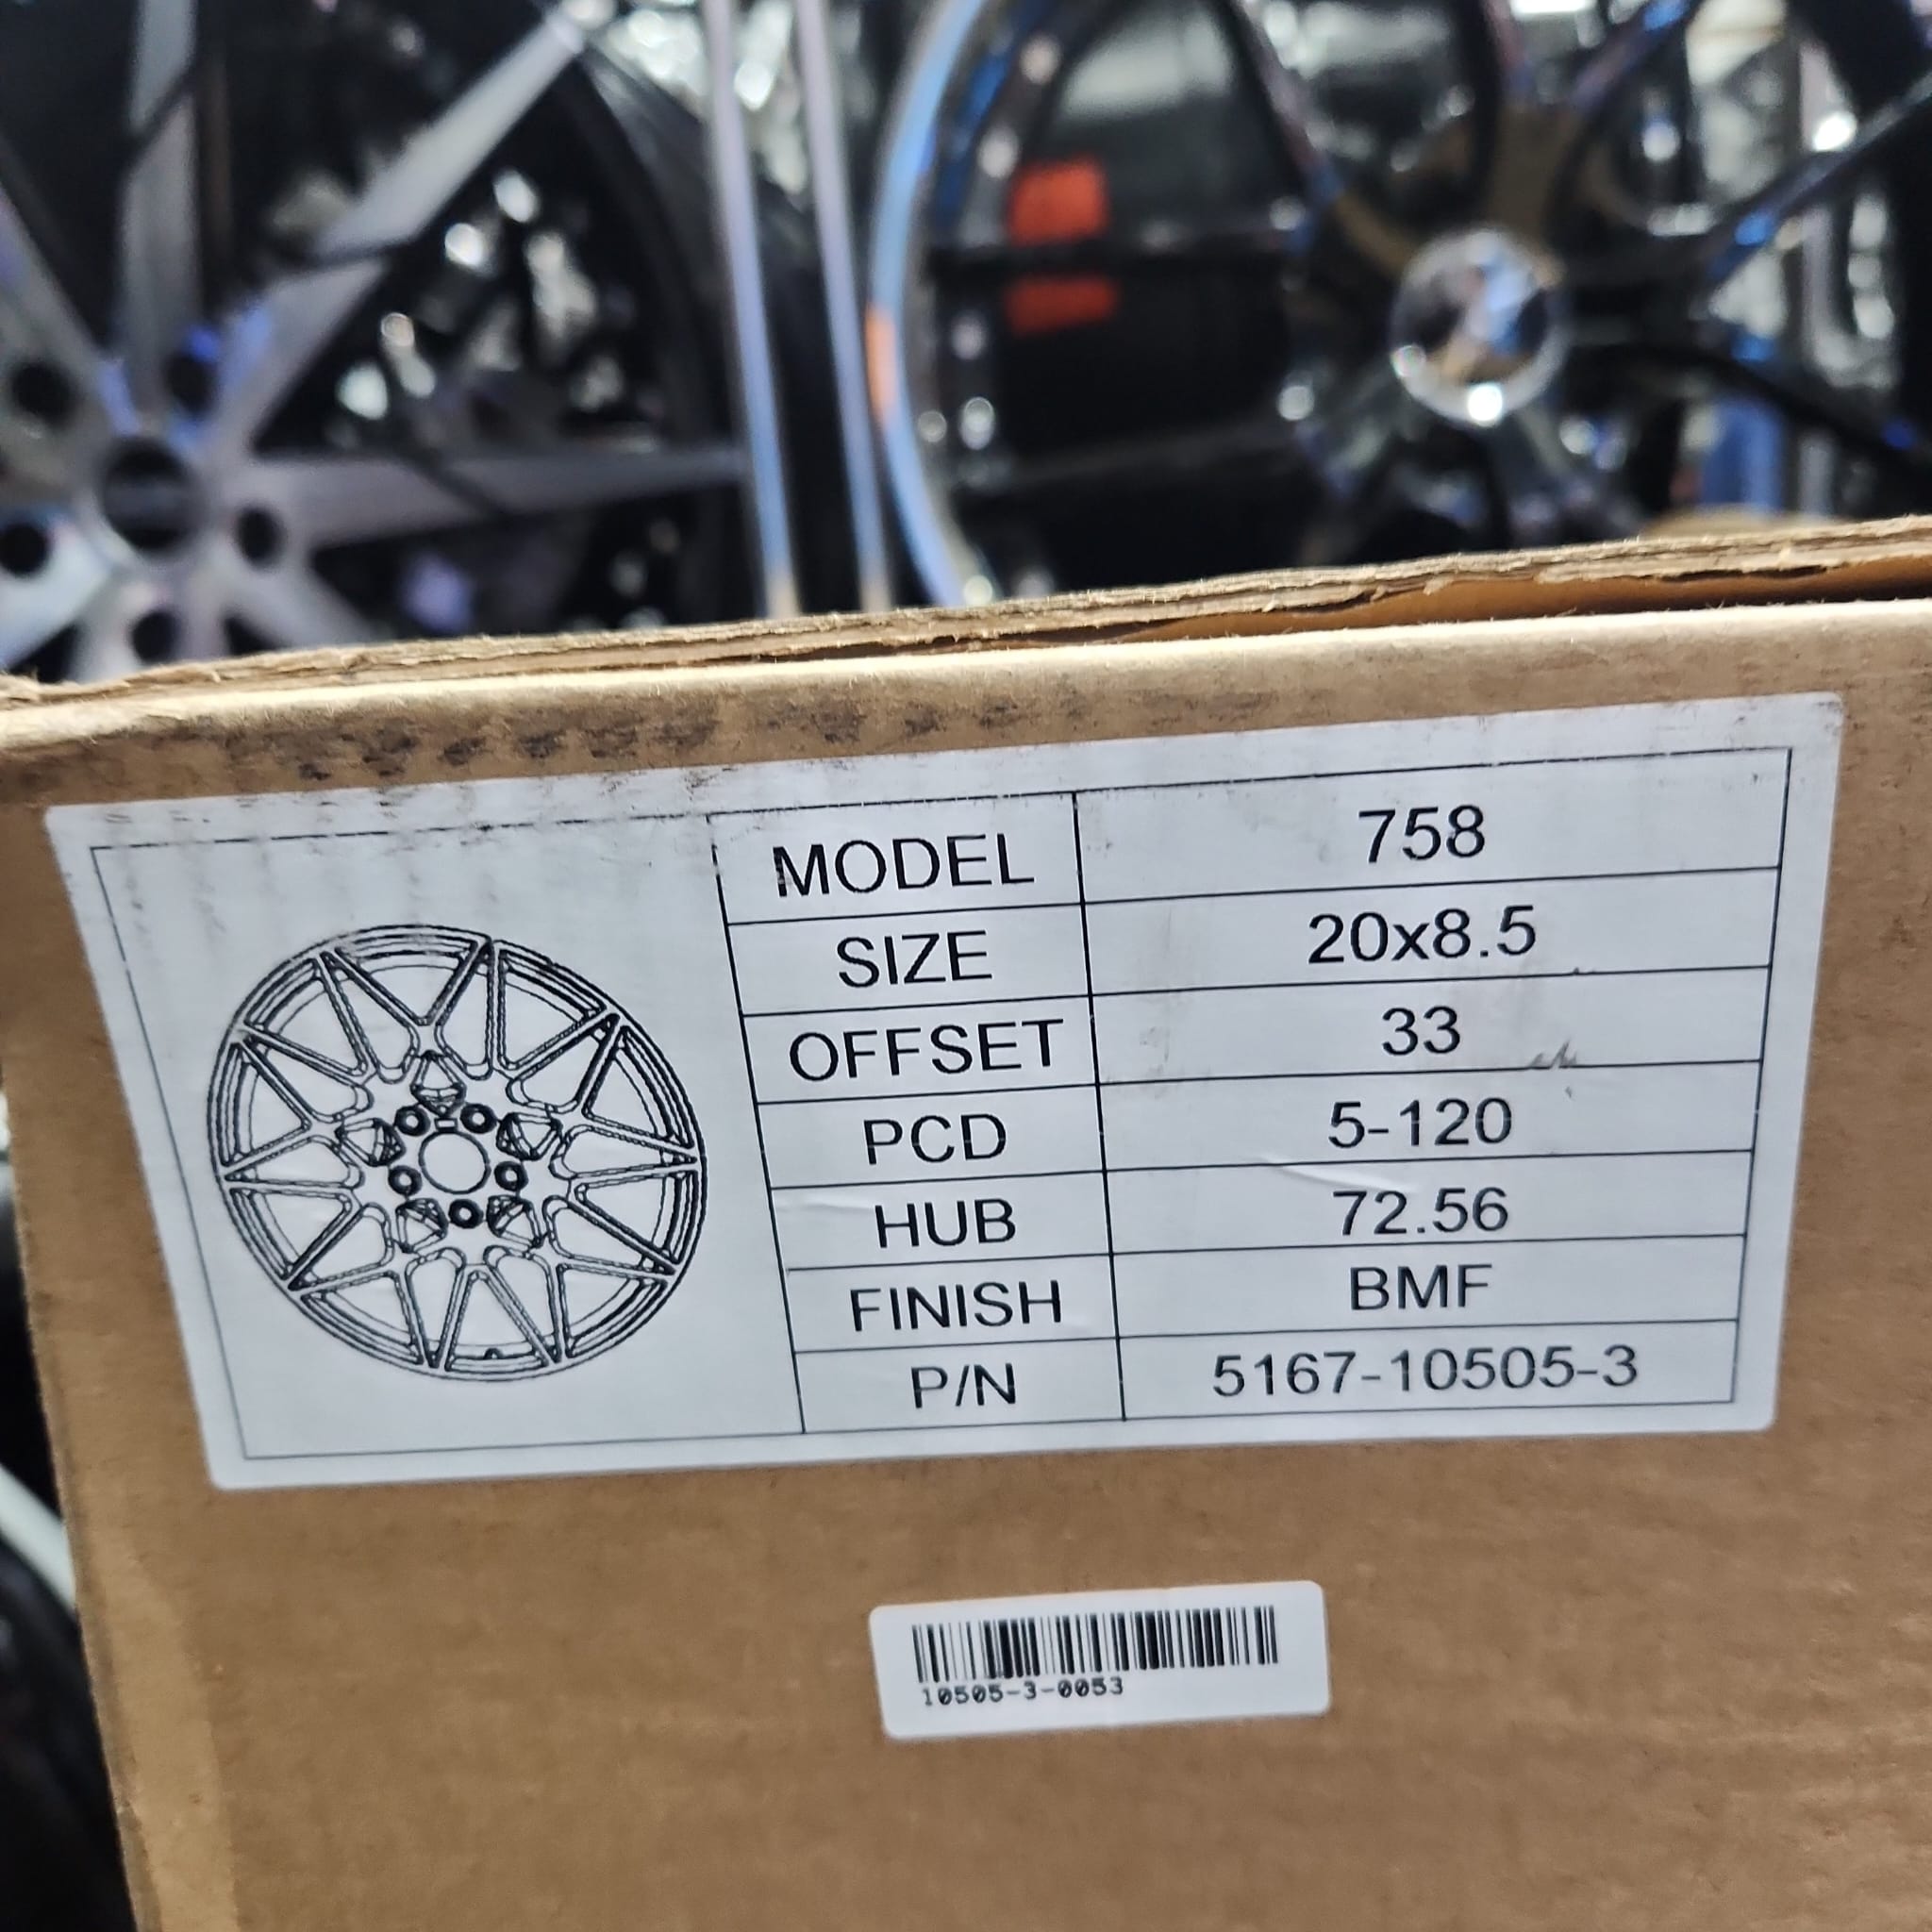 MODEL 758
SIZE 20x8.5
OFFSET 33
PCD 5-120
HUB 72.56
FINISH BMF
P/N 5167-10505-3
10505-3-0053